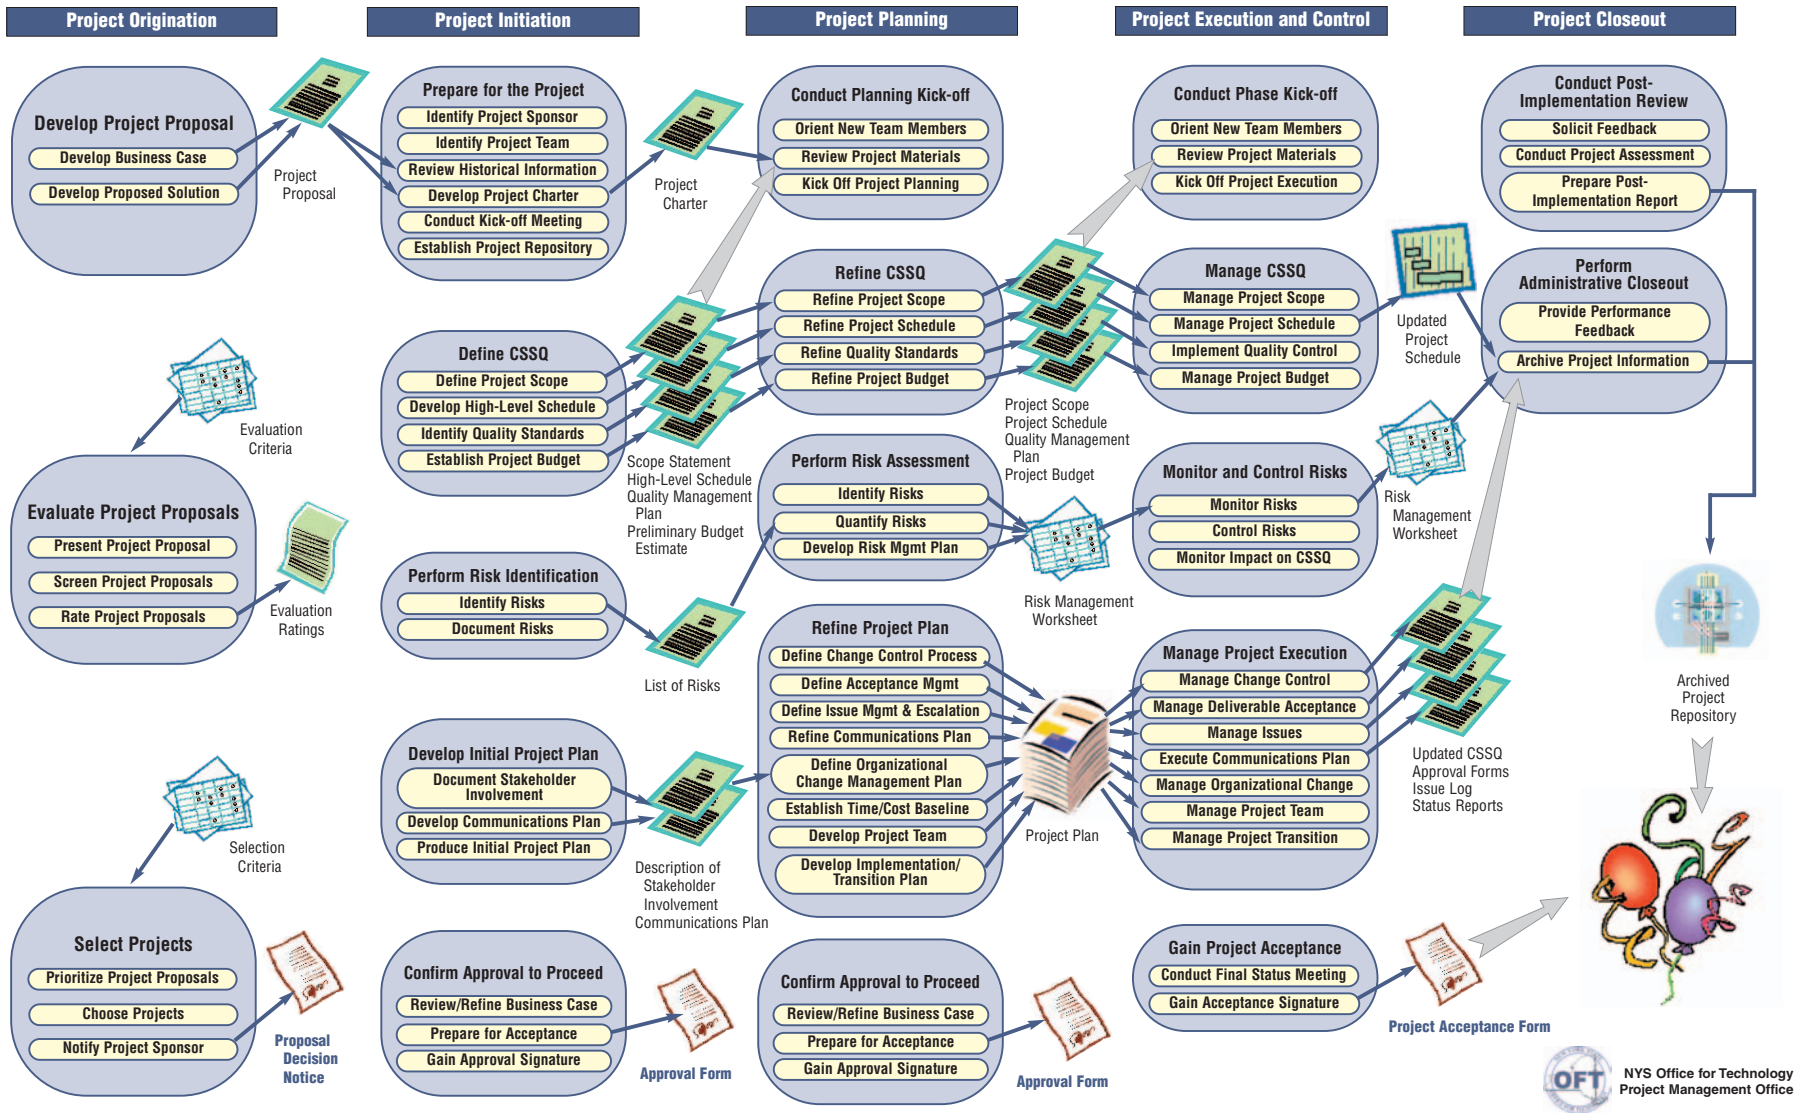 Project Origination
Develop Project Proposal
Develop Business Case
Develop Proposed Solution
Project
Proposal
Evaluation
Criteria
Evaluate Project Proposals
Present Project Proposal
Screen Project Proposals
Rate Project Proposals
Evaluation
Ratings
Selection
Criteria
Select Projects
Prioritize Project Proposals
Choose Projects
Notify Project Sponsor
Proposal
Decision
Notice
Project Initiation
Prepare for the Project
Identify Project Sponsor
Identify Project Team
Review Historical Information
Develop Project Charter
Conduct Kick-off Meeting
Establish Project Repository
Project
Charter
Define CSSQ
Define Project Scope
Develop High-Level Schedule
Identify Quality Standards
Establish Project Budget
Scope Statement
High-Level Schedule
Quality Management
Plan
Preliminary Budget
Estimate
Perform Risk Identification
Identify Risks
Document Risks
List of Risks
Develop Initial Project Plan
Document Stakeholder
Involvement
Develop Communications Plan
Produce Initial Project Plan
Description of
Stakeholder
Involvement
Communications Plan
Confirm Approval to Proceed
Review/Refine Business Case
Prepare for Acceptance
Gain Approval Signature
Approval Form
Project Planning
Conduct Planning Kick-off
Orient New Team Members
Review Project Materials
Kick Off Project Planning
Refine CSSQ
Refine Project Scope
Refine Project Schedule
Refine Quality Standards
Refine Project Budget
Project Scope
Project Schedule
Quality Management
Plan
Project Budget
Perform Risk Assessment
Identify Risks
Quantify Risks
Develop Risk Mgmt Plan
Risk Management
Worksheet
Refine Project Plan
Define Change Control Process
Define Acceptance Mgmt
Define Issue Mgmt & Escalation
Refine Communications Plan
Define Organizational
Change Management Plan
Establish Time/Cost Baseline
Develop Project Team
Develop Implementation/
Transition Plan
Project Plan
Confirm Approval to Proceed
Review/Refine Business Case
Prepare for Acceptance
Gain Approval Signature
Approval Form
Project Execution and Control
Conduct Phase Kick-off
Orient New Team Members
Review Project Materials
Kick Off Project Execution
Manage CSSQ
Manage Project Scope
Manage Project Schedule
Implement Quality Control
Manage Project Budget
Updated
Project
Schedule
Monitor and Control Risks
Monitor Risks
Control Risks
Monitor Impact on CSSQ
Risk
Management
Worksheet
Manage Project Execution
Manage Change Control
Manage Deliverable Acceptance
Manage Issues
Execute Communications Plan
Manage Organizational Change
Manage Project Team
Manage Project Transition
Updated CSSQ
Approval Forms
Issue Log
Status Reports
Gain Project Acceptance
Conduct Final Status Meeting
Gain Acceptance Signature
Project Acceptance Form
Project Closeout
Conduct Post-
Implementation Review
Solicit Feedback
Conduct Project Assessment
Prepare Post-
Implementation Report
Perform
Administrative Closeout
Provide Performance
Feedback
Archive Project Information
Archived
Project
Repository
OFT
NYS Office for Technology
Project Management Office